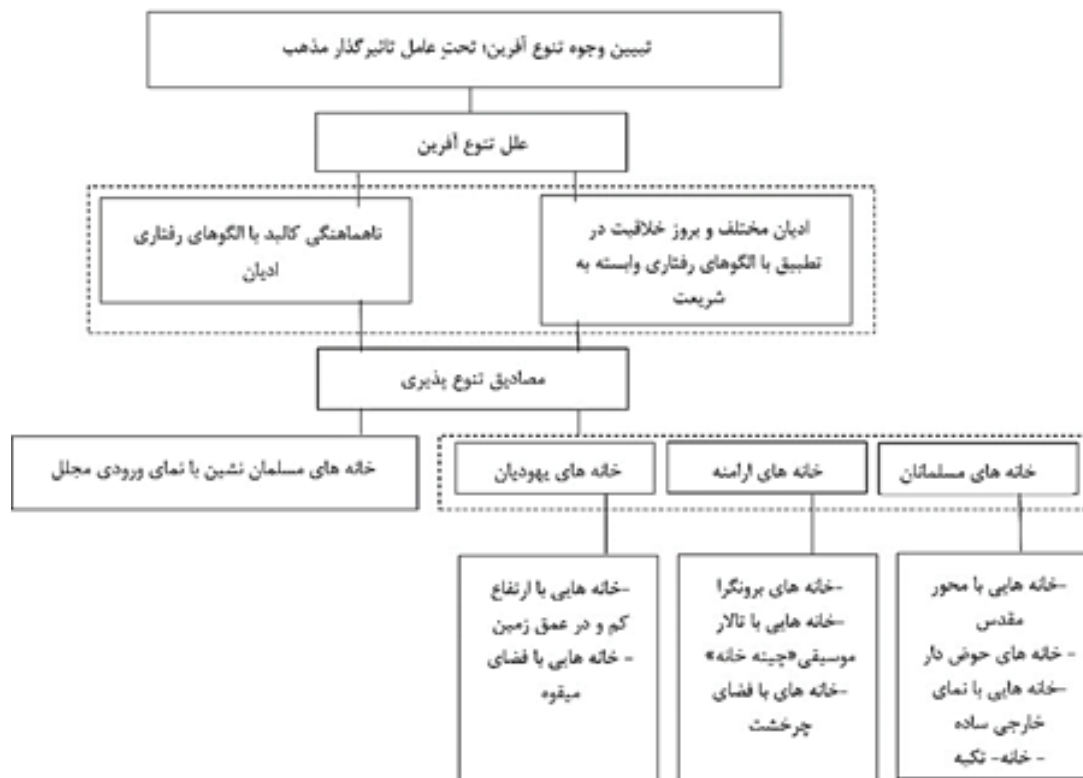 تبیین وجوه تنوع آفرین؛ تحتِ عامل تاثیرگذار مذهب
علل تنوع آفرین
ادیان مختلف و بروز خلاقیت در
تطبیق با الگوهای رفتاری وابسته به
شریعت
ناهماهنگی کالبد با الگوهای رفتاری
ادیان
مصادیق تنوع پذیری
خانه های مسلمانان
خانه های ارامنه
خانه های یهودیان
خانه های مسلمان نشین با نمای ورودی مجلل
-خانه هایی با محور
مقدس
- خانه های حوض دار
-خانه هایی با نمای
خارجی ساده
- خانه- تکیه
-خانه های برونگرا
-خانه هایی با تالار
موسیقی«چینه خانه»
-خانه های با فضای
چرخشت
-خانه هایی با ارتفاع
کم و در عمق زمین
- خانه هایی با فضای
میقوه